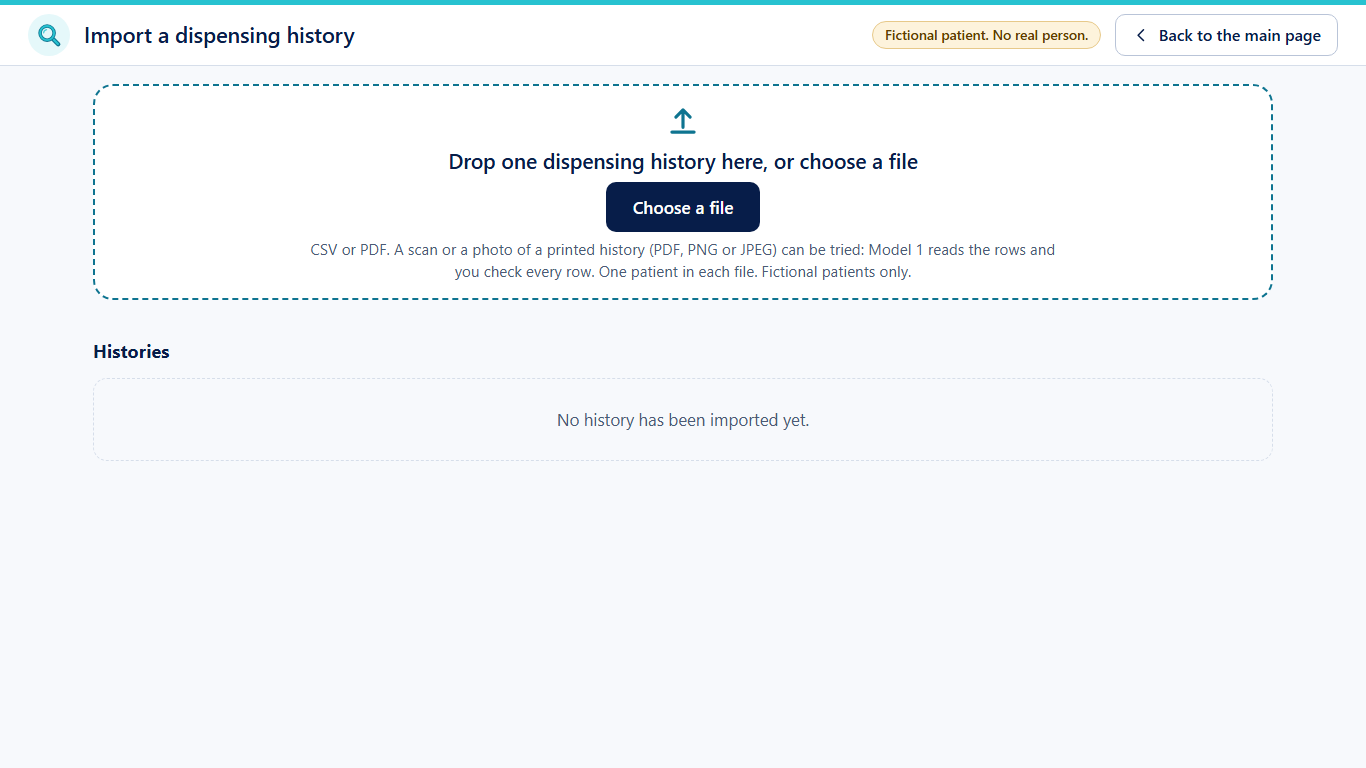 Import a dispensing history
Fictional patient. No real person.
Back to the main page
Drop one dispensing history here, or choose a file
Choose a file
CSV or PDF. A scan or a photo of a printed history (PDF, PNG or JPEG) can be tried: Model 1 reads the rows and
you check every row. One patient in each file. Fictional patients only.
Histories
No history has been imported yet.